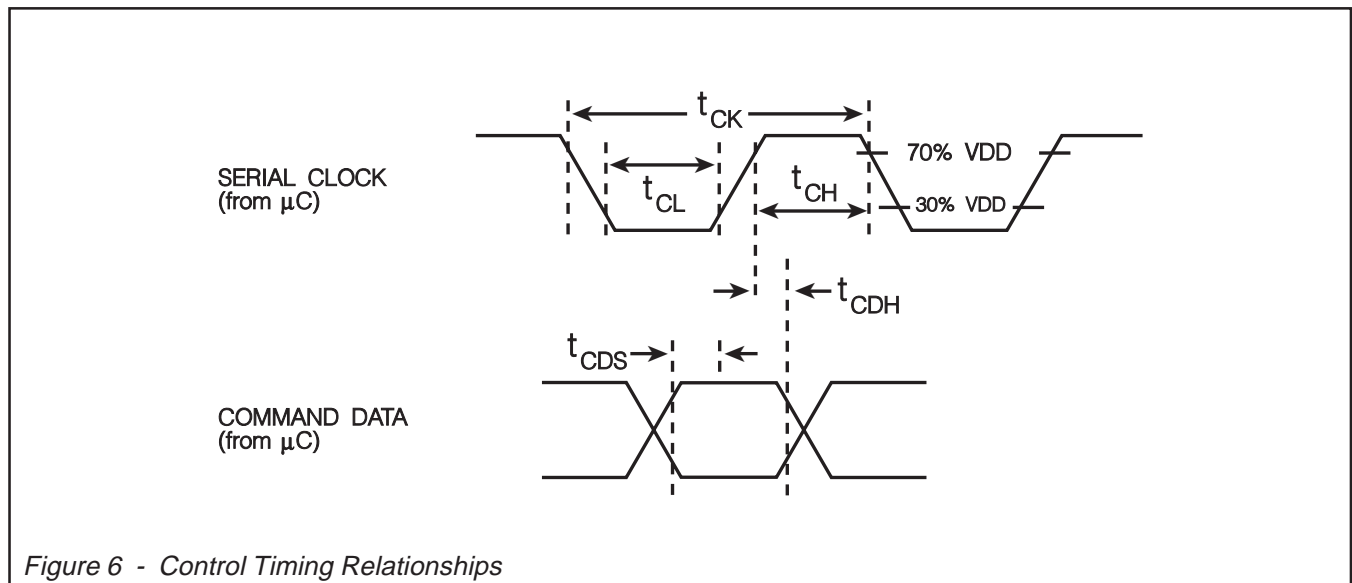 tCK
SERIAL CLOCK
(from µC)
tCL
tCH
70% VDD
30% VDD
tCDH
tCDS
COMMAND DATA
(from µC)
Figure 6 - Control Timing Relationships